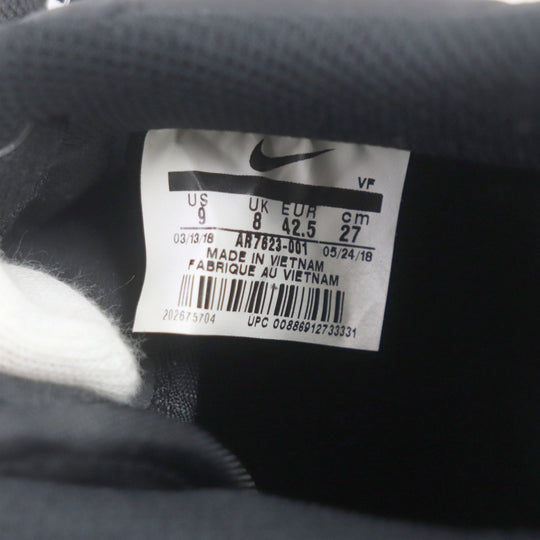 VF
US UK EUR cm
9 8 42.5 27
03/13/18 AR7623-001 05/24/18
MADE IN VIETNAM
FABRIQUE AU VIETNAM
202675704 UPC 00886912733331